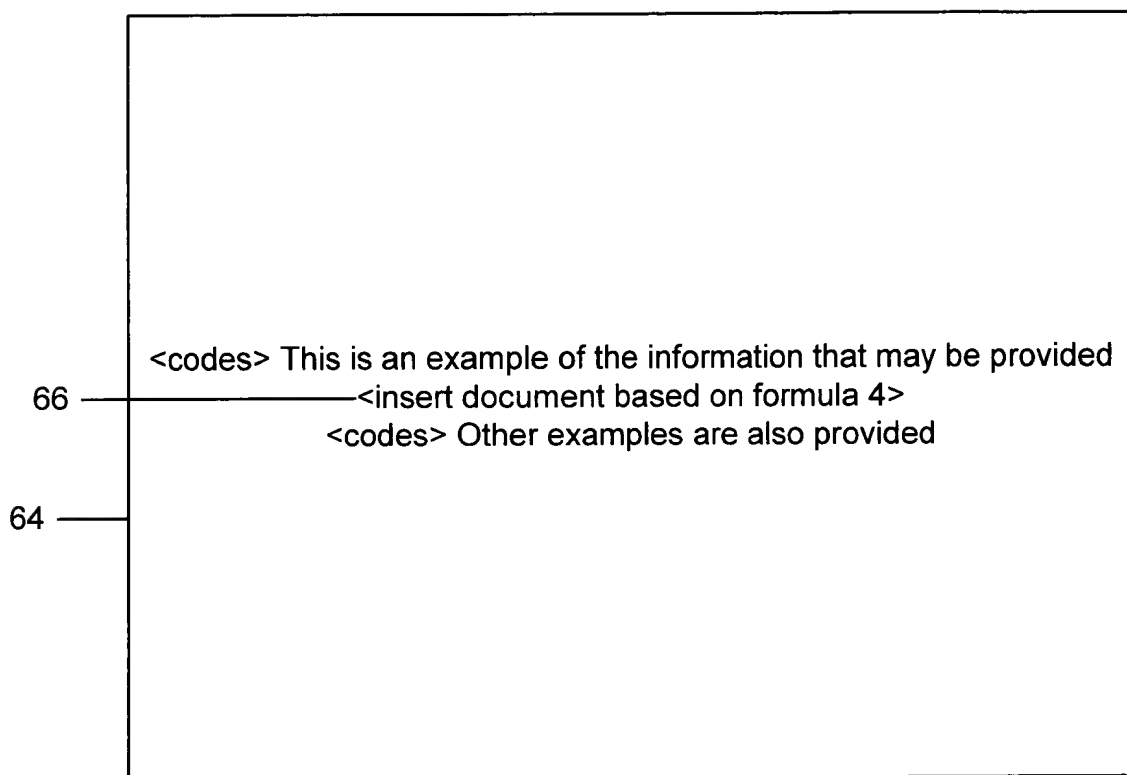 <codes> This is an example of the information that may be provided
66 <insert document based on formula 4>
<codes> Other examples are also provided
64